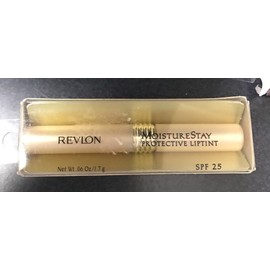 REVLON
MOISTURESTAY
PROTECTIVE LIPTINT
Net Wt .06 Oz/1.7 g
SPF 25